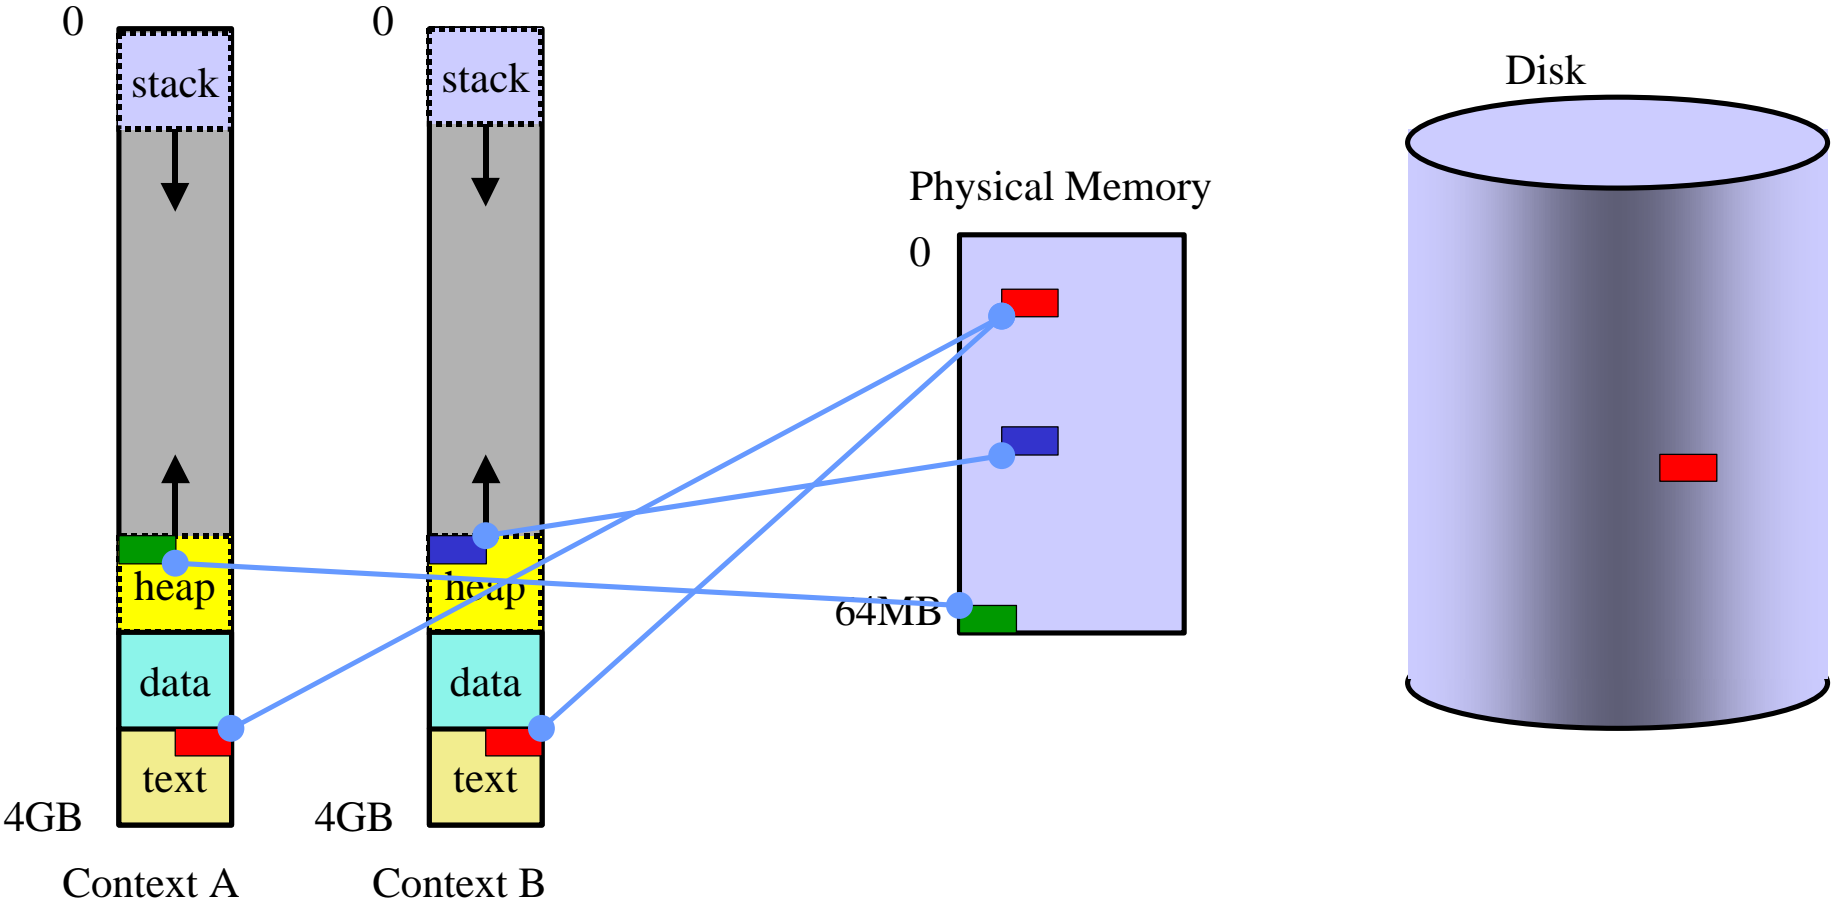 0
stack
heap
data
text
4GB
Context A
0
stack
heap
data
text
4GB
Context B
Physical Memory
0
64MB
Disk